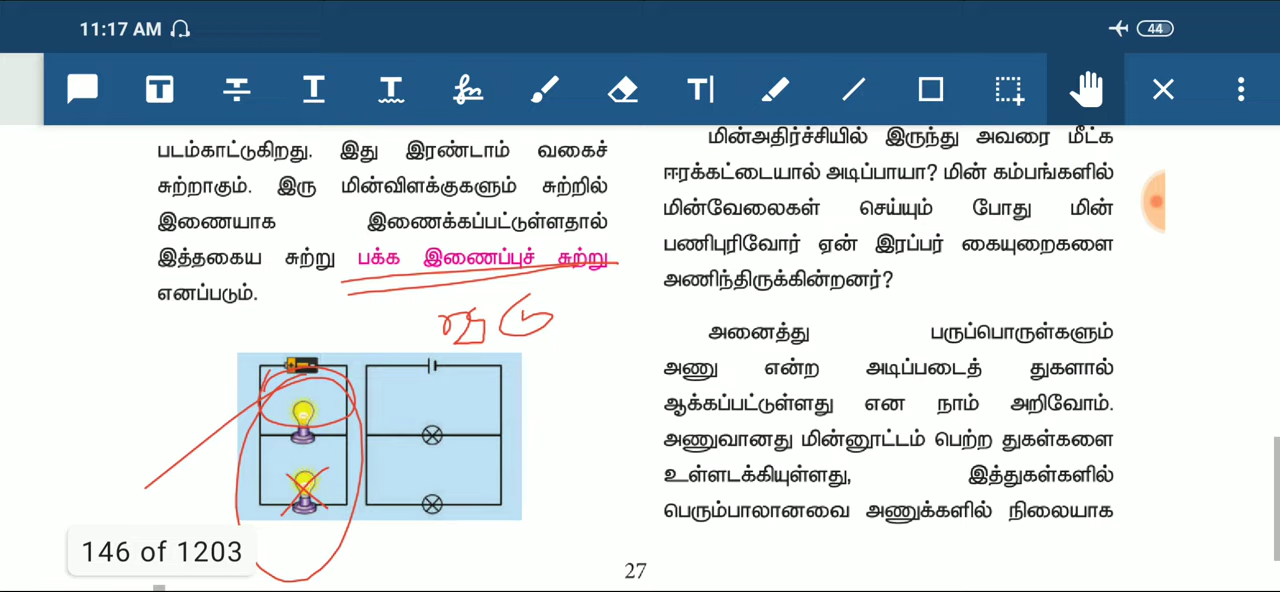 11:17 AM
44
படம்காட்டுகிறது. இது இரண்டாம் வகைச்
சுற்றாகும். இரு மின்விளக்குகளும் சுற்றில்
இணையாக இணைக்கப்பட்டுள்ளதால்
இத்தகைய சுற்று பக்க இணைப்புச் சுற்று
எனப்படும்.
மின்அதிர்ச்சியில் இருந்து அவரை மீட்க
ஈரக்கட்டையால் அடிப்பாயா? மின் கம்பங்களில்
மின்வேலைகள் செய்யும் போது மின்
பணிபுரிவோர் ஏன் இரப்பர் கையுறைகளை
அணிந்திருக்கின்றனர்?
அனைத்து பருப்பொருள்களும்
அணு என்ற அடிப்படைத் துகளால்
ஆக்கப்பட்டுள்ளது என நாம் அறிவோம்.
அணுவானது மின்னூட்டம் பெற்ற துகள்களை
உள்ளடக்கியுள்ளது, இத்துகள்களில்
பெரும்பாலானவை அணுக்களில் நிலையாக
146 of 1203
27